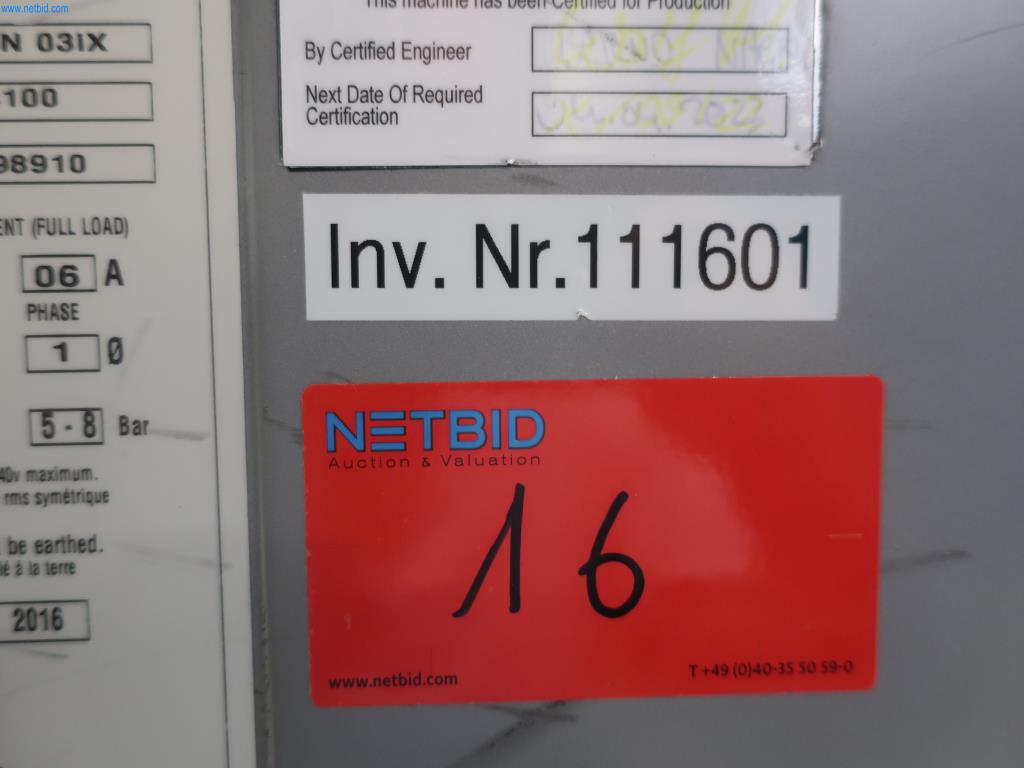 www.netbid.com
N 03IX
100
98910
ENT (FULL LOAD)
06 A
PHASE
1 Ø
5 - 8 Bar
40v maximum.
rms symétrique
be earthed.
à la terre
2016
This machine has been Certified for Production
By Certified Engineer
Next Date Of Required
Certification
Inv. Nr.111601
NETBID
Auction & Valuation
16
www.netbid.com
T +49 (0)40-35 50 59-0